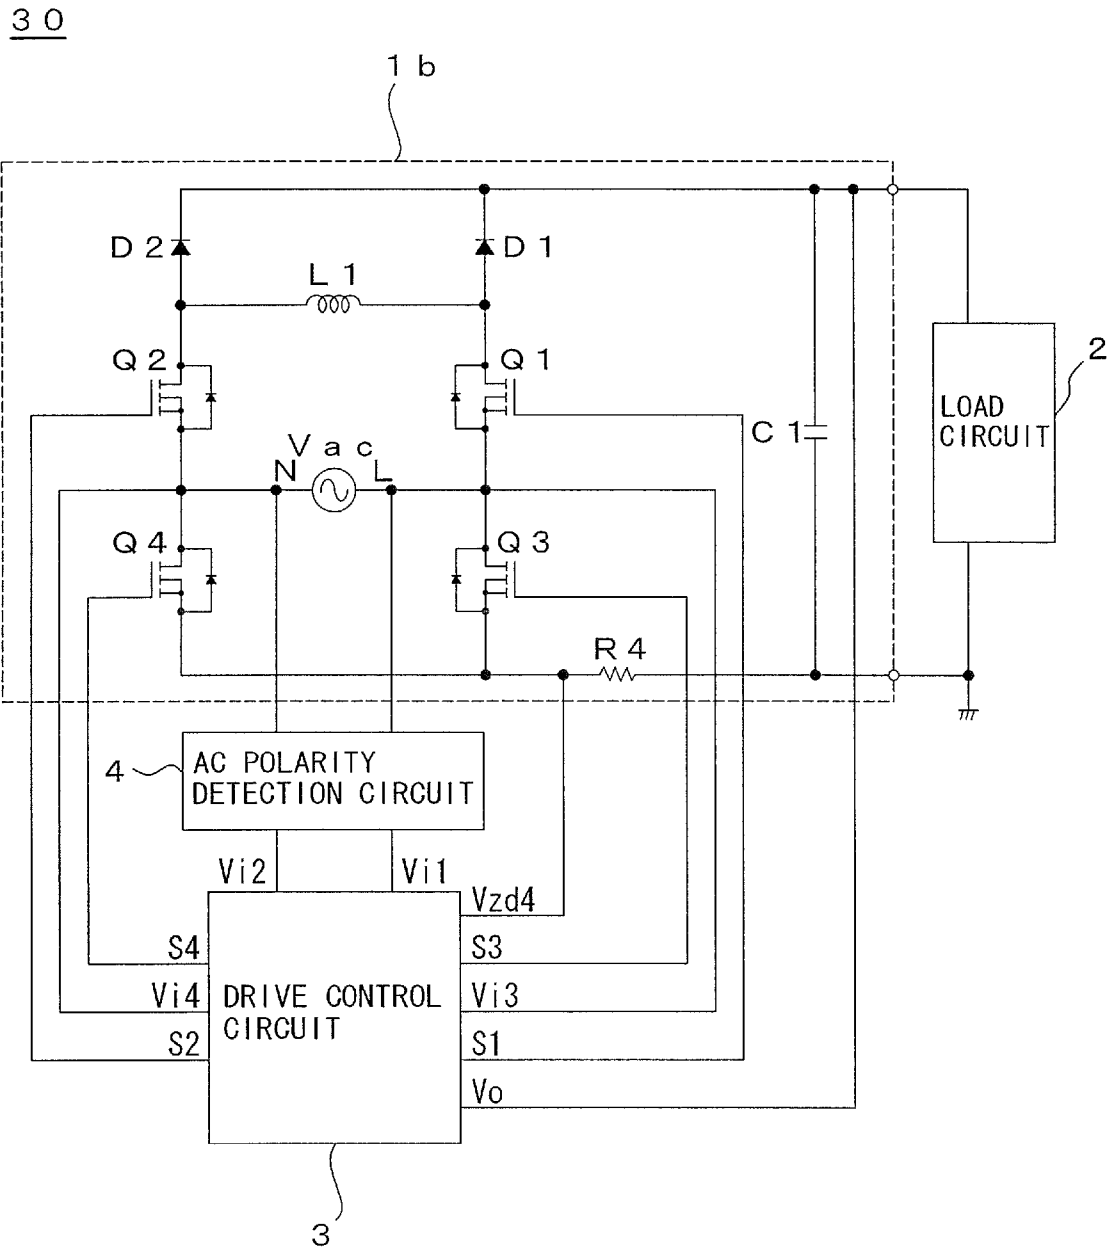 30
1b
D2
D1
L1
Q2
Q1
2
LOAD
CIRCUIT
C1
Vac
N
L
Q4
Q3
R4
4
AC POLARITY
DETECTION CIRCUIT
Vi2
Vi1
Vzd4
S4
S3
Vi4
DRIVE CONTROL
CIRCUIT
Vi3
S2
S1
Vo
3